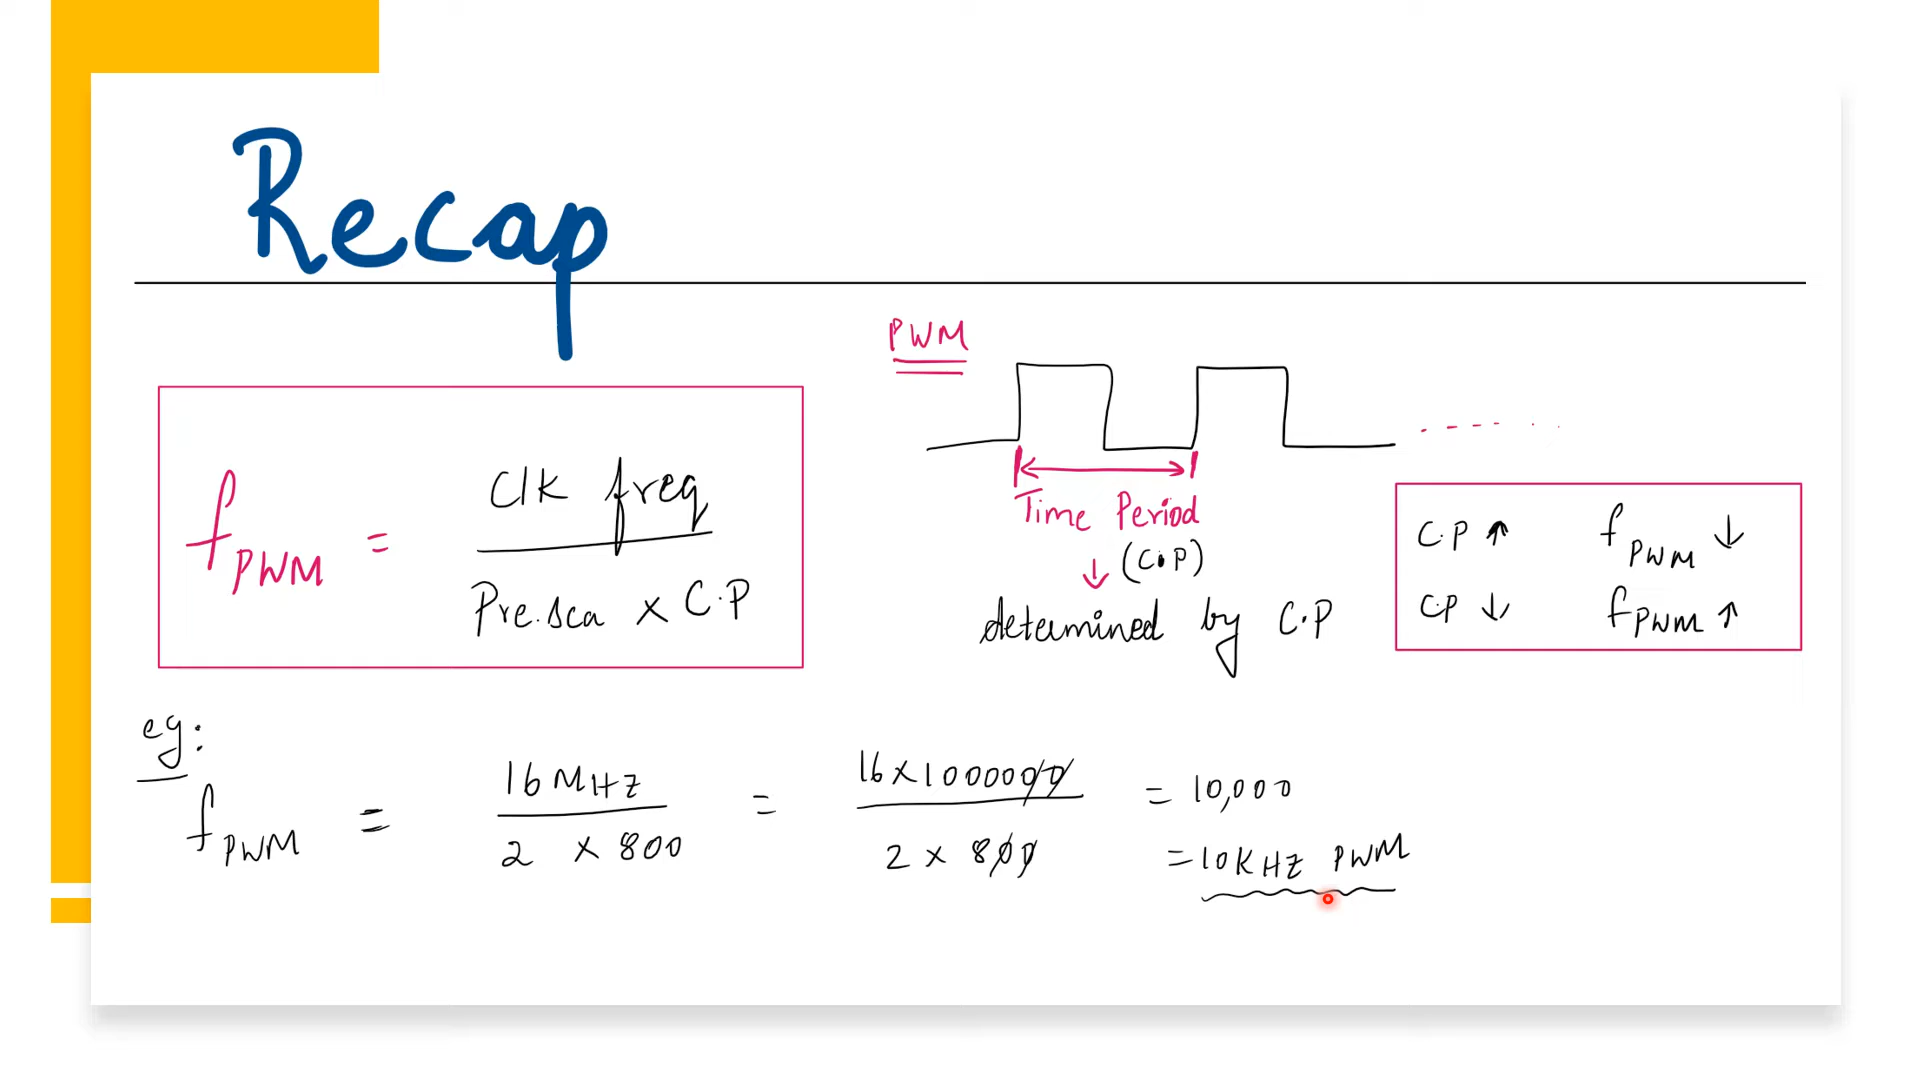 Recap
PWM
f PWM = Clk freq
Pre.sca x C.P
Time Period
(C.P)
↓
determined by C.P
C.P ↑ f PWM ↓
C.P ↓ f PWM ↑
eg:
f PWM = 16 MHz = 16 x 1000000 = 10,000
2 x 800 2 x 800 = 10 KHz PWM